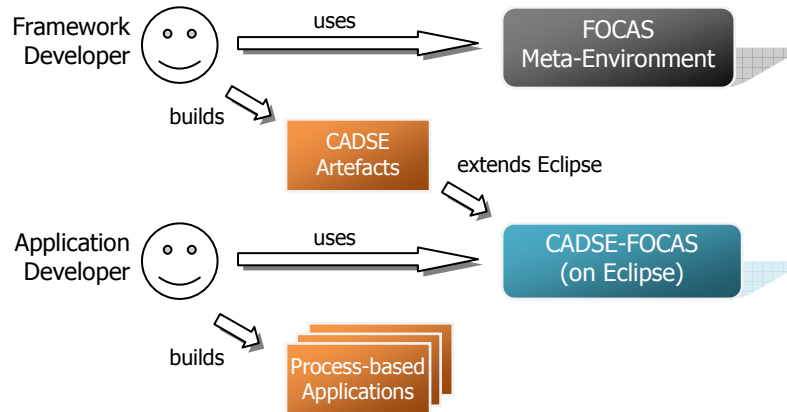 Framework
Developer
uses
FOCAS
Meta-Environment
builds
CADSE
Artefacts
extends Eclipse
Application
Developer
uses
CADSE-FOCAS
(on Eclipse)
builds
Process-based
Applications